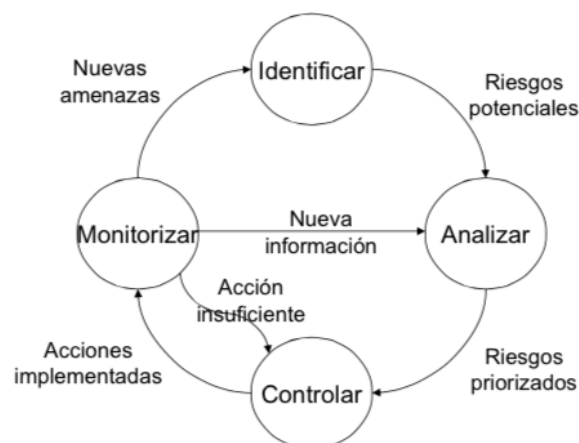 Identificar
Nuevas
amenazas
Riesgos
potenciales
Monitorizar
Nueva
información
Analizar
Acción
insuficiente
Acciones
implementadas
Controlar
Riesgos
priorizados